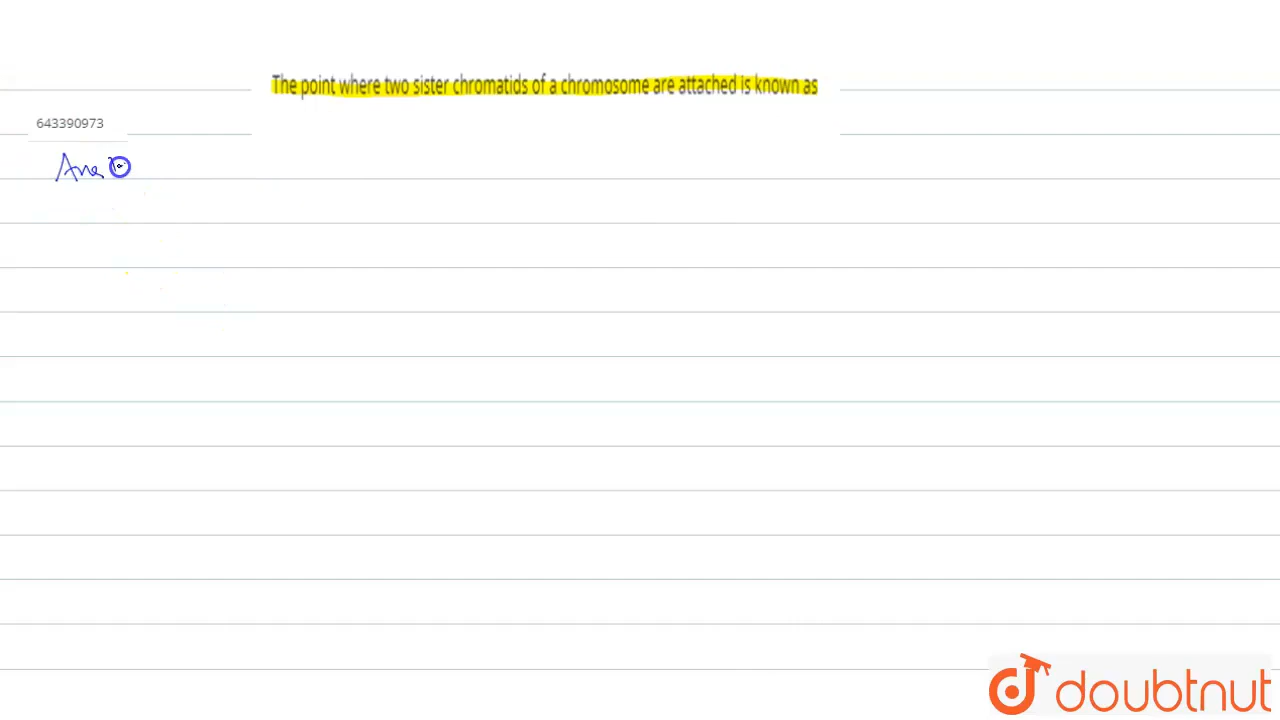 The point where two sister chromatids of a chromosome are attached is known as
643390973
Ans
doubtnut